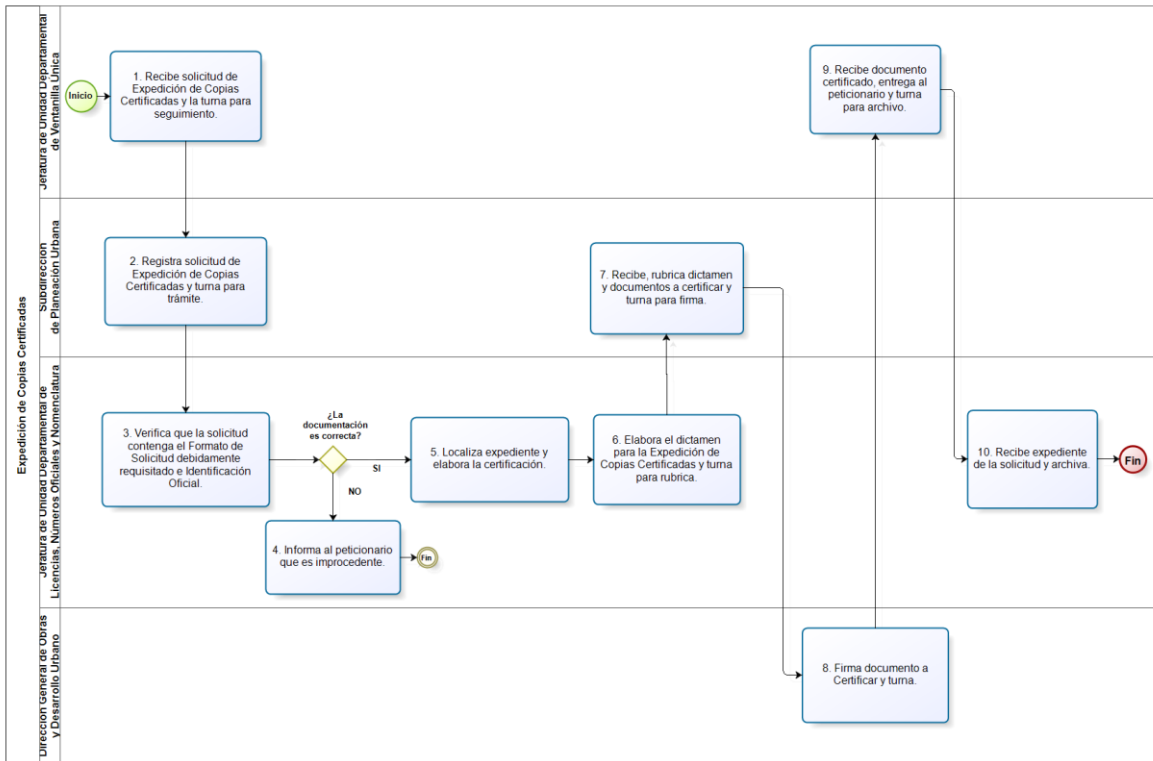 Expedición de Copias Certificadas
Jefatura de Unidad Departamental
de Ventanilla Única
Inicio
1. Recibe solicitud de
Expedición de Copias
Certificadas y la turna para
seguimiento.
9. Recibe documento
certificado, entrega al
peticionario y turna
para archivo.
Subdirección
de Planeación Urbana
2. Registra solicitud de
Expedición de Copias
Certificadas y turna para
trámite.
7. Recibe, rubrica dictamen
y documentos a certificar y
turna para firma.
Jefatura de Unidad Departamental de
Licencias, Números Oficiales y Nomenclatura
3. Verifica que la solicitud
contenga el Formato de
Solicitud debidamente
requisitado e Identificación
Oficial.
¿La
documentación
es correcta?
SI
NO
4. Informa al peticionario
que es improcedente.
Fin
5. Localiza expediente y
elabora la certificación.
6. Elabora el dictamen
para la Expedición de
Copias Certificadas y turna
para rubrica.
10. Recibe expediente
de la solicitud y archiva.
Fin
Dirección General de Obras
y Desarrollo Urbano
8. Firma documento a
Certificar y turna.